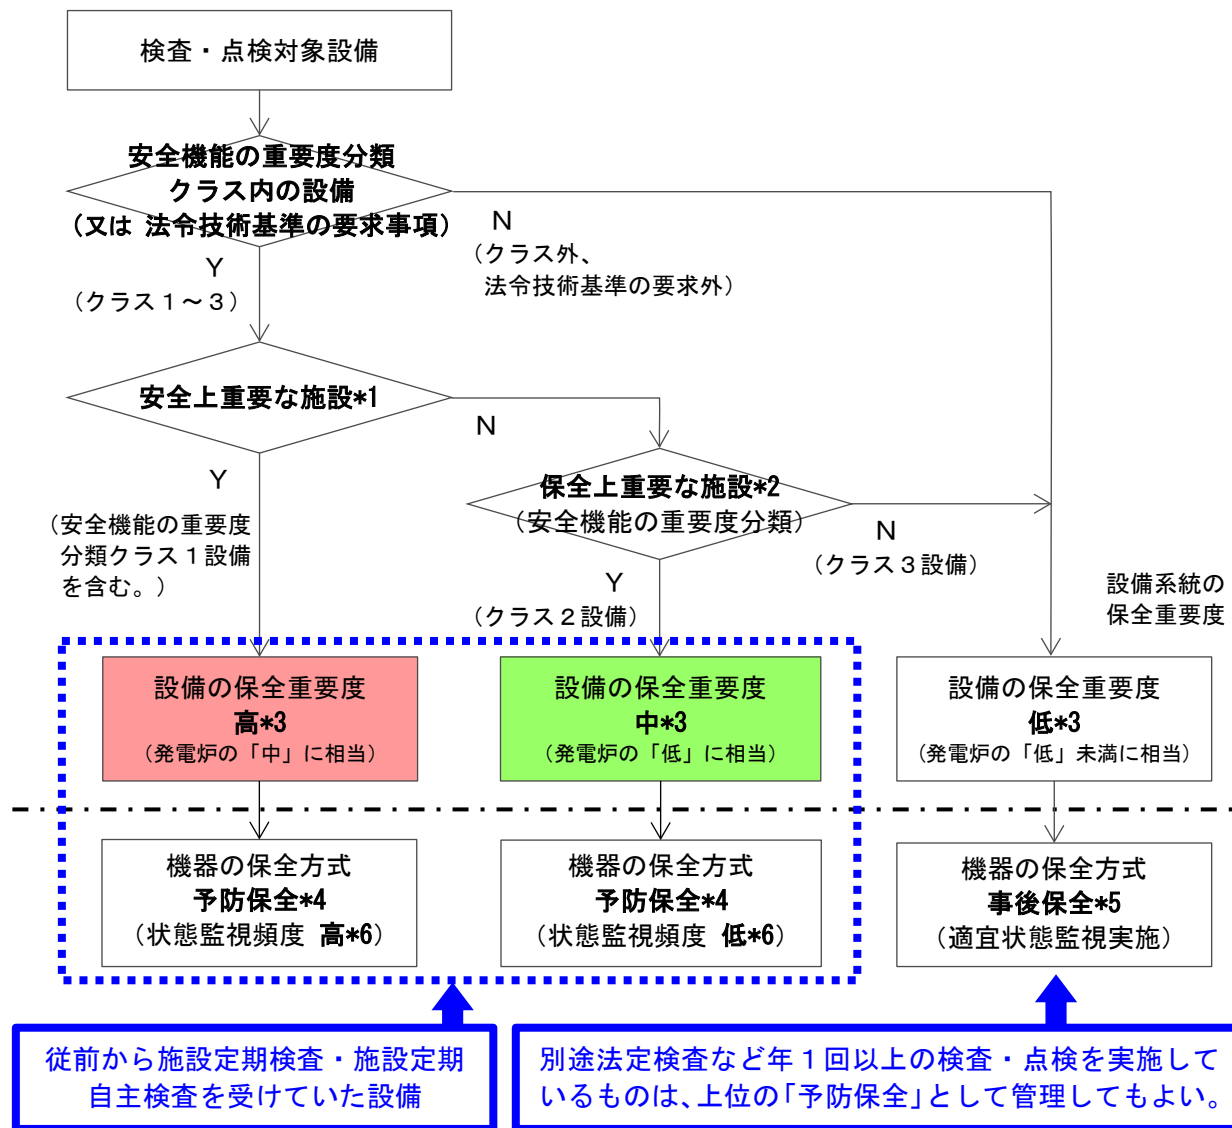 検査・点検対象設備
安全機能の重要度分類
クラス内の設備
(又は 法令技術基準の要求事項)
N
(クラス外、
法令技術基準の要求外)
Y
(クラス1～3)
安全上重要な施設*1
N
Y
(安全機能の重要度
分類クラス1設備
を含む。)
保全上重要な施設*2
(安全機能の重要度分類)
N
(クラス3設備)
Y
(クラス2設備)
設備系統の
保全重要度
設備の保全重要度
高*3
(発電炉の「中」に相当)
設備の保全重要度
中*3
(発電炉の「低」に相当)
設備の保全重要度
低*3
(発電炉の「低」未満に相当)
機器の保全方式
予防保全*4
(状態監視頻度 高*6)
機器の保全方式
予防保全*4
(状態監視頻度 低*6)
機器の保全方式
事後保全*5
(適宜状態監視実施)
従前から施設定期検査・施設定期
自主検査を受けていた設備
別途法定検査など年1回以上の検査・点検を実施して
いるものは、上位の「予防保全」として管理してもよい。